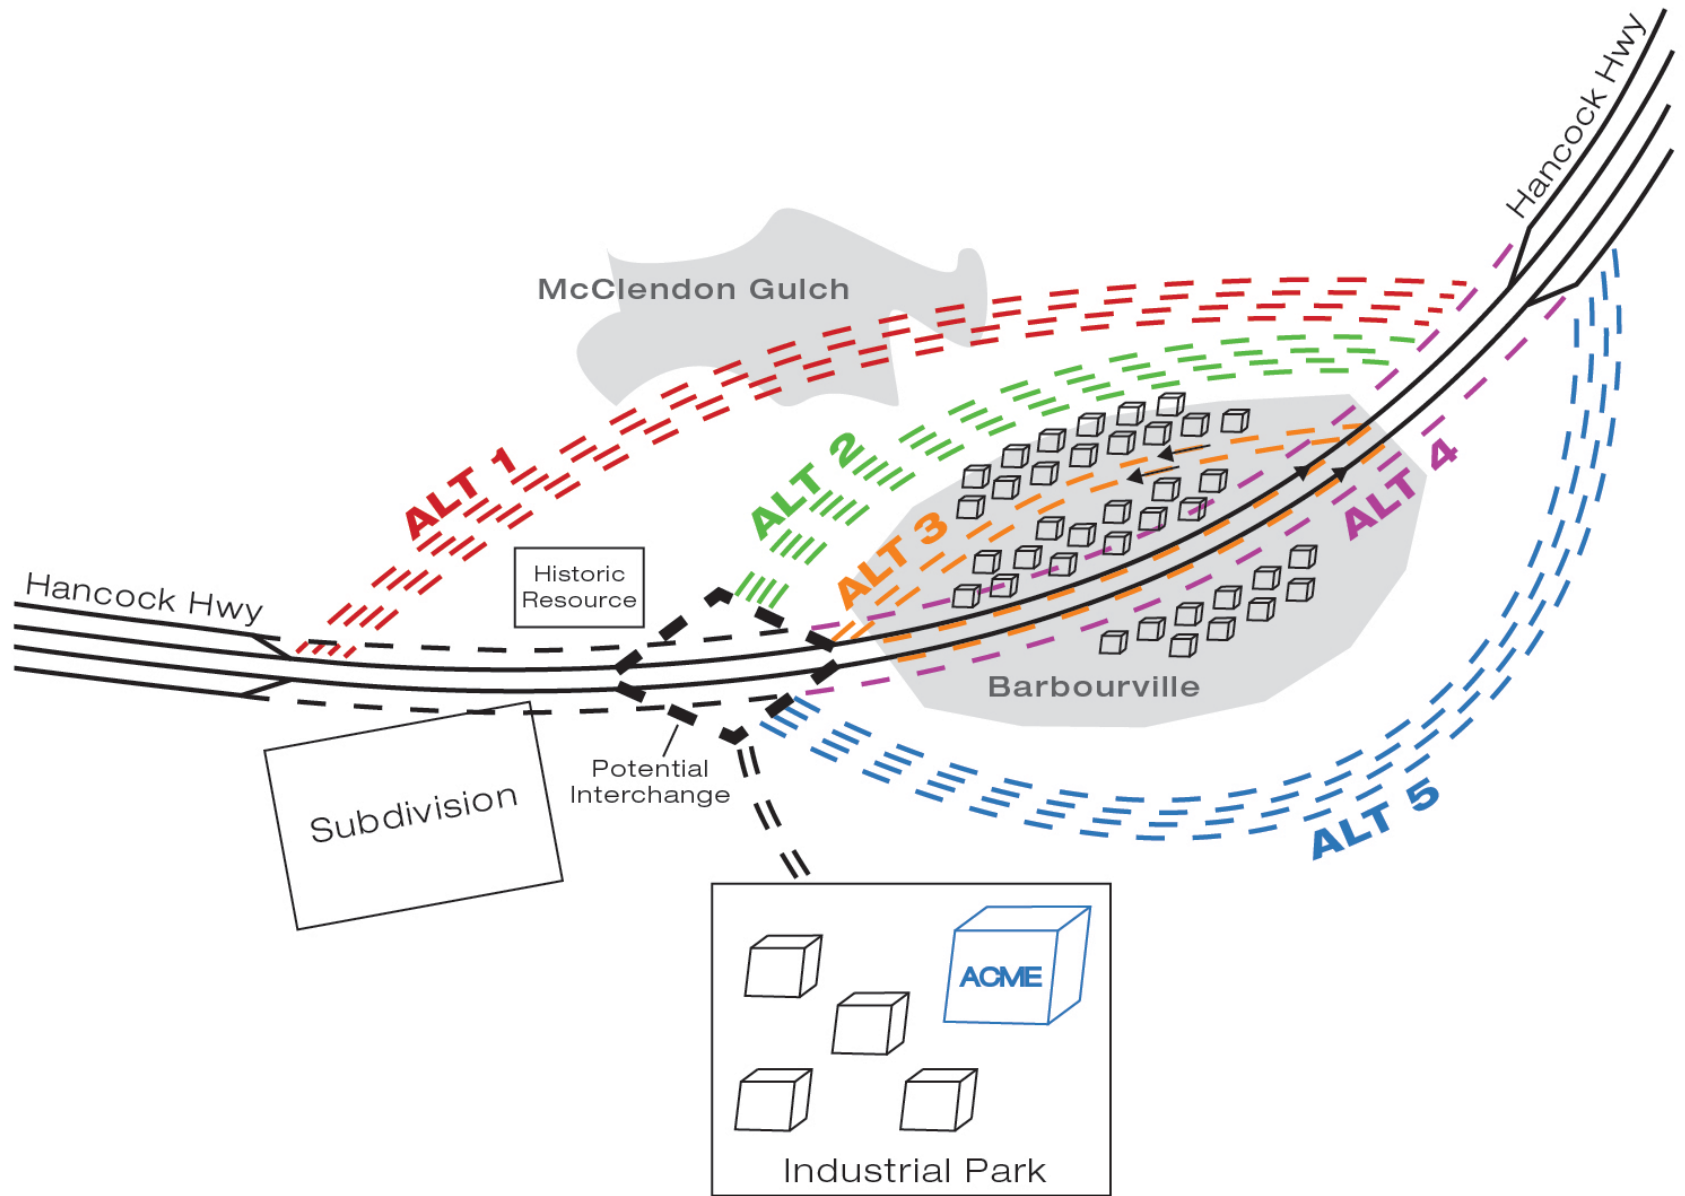 Hancock Hwy
McClendon Gulch
ALT 1
ALT 2
ALT 3
ALT 4
Hancock Hwy
Historic
Resource
Barbourville
Potential
Interchange
Subdivision
ALT 5
ACME
Industrial Park